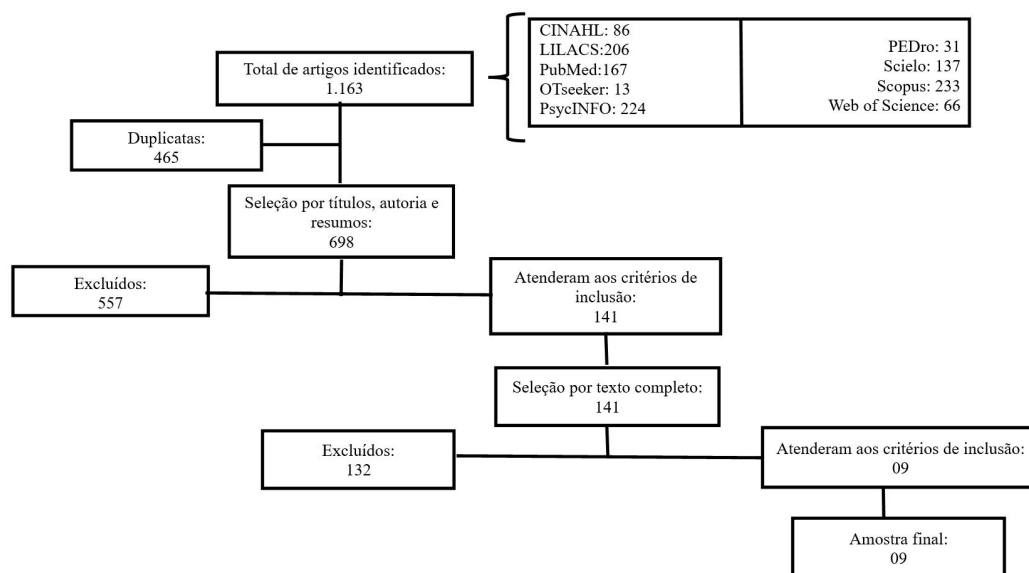 Total de artigos identificados:
1.163
CINAHL: 86
LILACS:206
PubMed:167
OTseeker: 13
PsycINFO: 224
PEDro: 31
Scielo: 137
Scopus: 233
Web of Science: 66
Duplicatas:
465
Seleção por títulos, autoria e
resumos:
698
Excluídos:
557
Atenderam aos critérios de
inclusão:
141
Seleção por texto completo:
141
Excluídos:
132
Atenderam aos critérios de inclusão:
09
Amostra final:
09